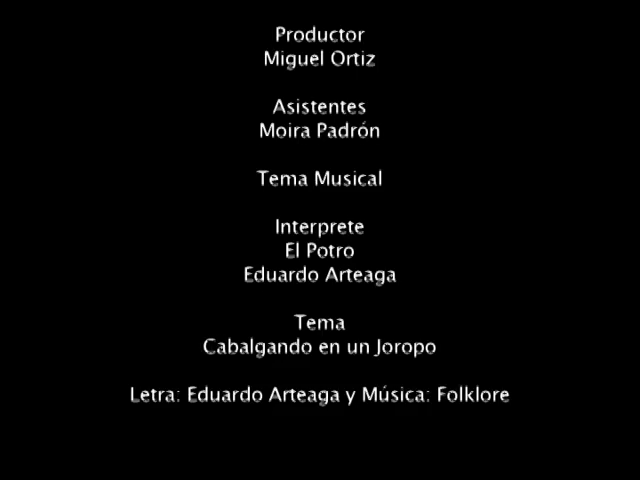 Productor
Miguel Ortiz
Asistentes
Moira Padrón
Tema Musical
Interprete
El Potro
Eduardo Arteaga
Tema
Cabalgando en un Joropo
Letra: Eduardo Arteaga y Música: Folklore